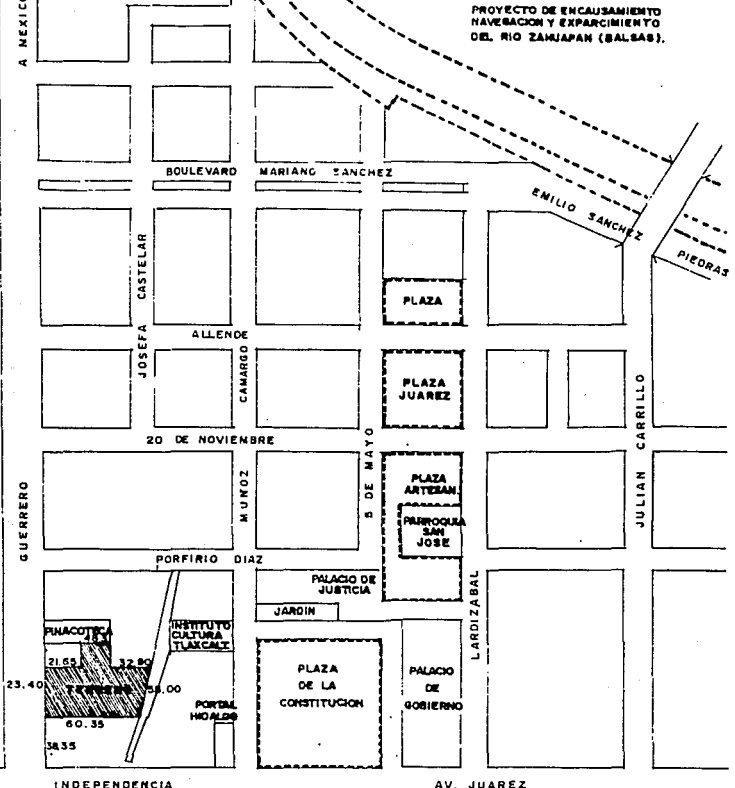 PROYECTO DE ENCAUSAMIENTO
NAVEGACION Y EXPARCIMIENTO
DEL RIO ZAHUAPAN (BALSAS).
A MEXICO
BOULEVARD MARIANO SANCHEZ
EMILIO SANCHEZ
PIEDRAS
JOSEFA CASTELAR
PLAZA
ALLENDE
CAMARGO
PLAZA
JUAREZ
JULIAN CARRILLO
20 DE NOVIEMBRE
5 DE MAYO
GUERRERO
MUÑOZ
PLAZA
ARTESAN.
PARROQUIA
SAN
JOSE
PORFIRIO DIAZ
PALACIO DE
JUSTICIA
JARDIN
LARDIZABAL
PINACOTECA
INSTITUTO
CULTURA
TLAXCALT.
21.65
32.90
23.40
TERRENO
58.00
60.35
38.35
PORTAL
HIDALGO
PLAZA
DE LA
CONSTITUCION
PALACIO
DE
GOBIERNO
INDEPENDENCIA
AV. JUAREZ